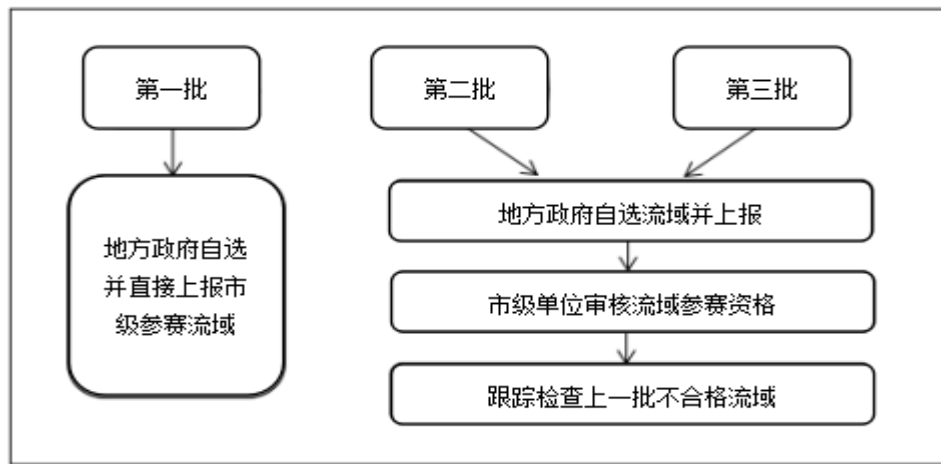 第一批
第二批
第三批
地方政府自选
并直接上报市
级参赛流域
地方政府自选流域并上报
市级单位审核流域参赛资格
跟踪检查上一批不合格流域